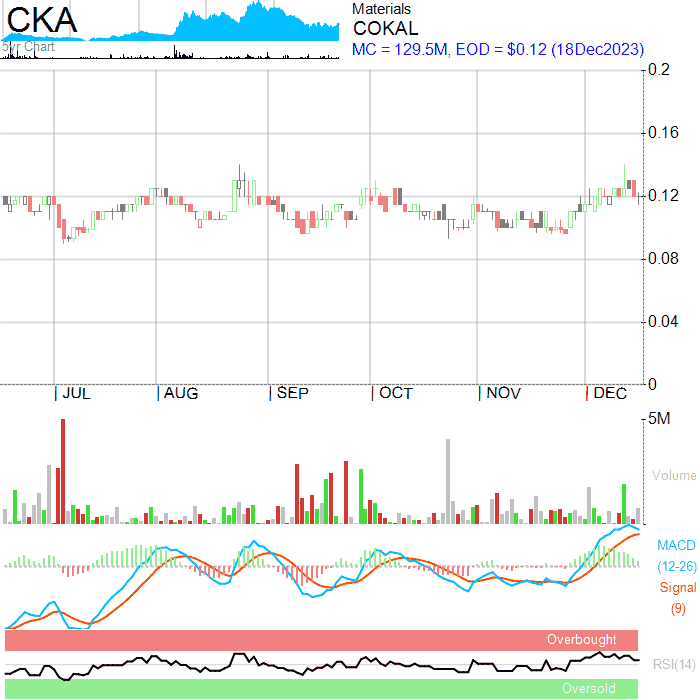 CKA
5yr Chart
Materials
COKAL
MC = 129.5M, EOD = $0.12 (18Dec2023)
0.2
0.16
0.12
0.08
0.04
0
JUL AUG SEP OCT NOV DEC
5M
Volume
MACD
(12-26)
Signal
(9)
Overbought
RSI(14)
Oversold